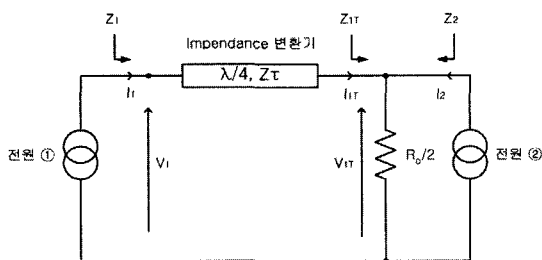 Z1
Z1T
Z2
Impendance 변환기
λ/4, Zτ
I1
I1T
I2
전원 ①
V1
V1T
Ro/2
전원 ②